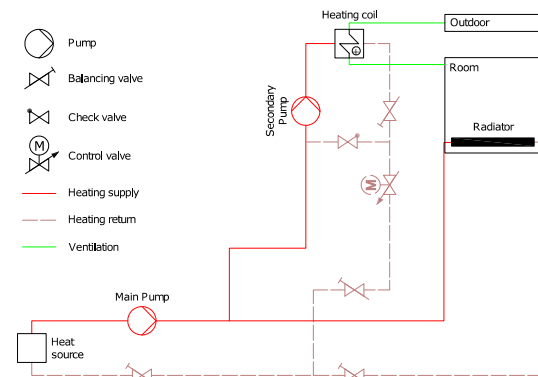 Heating coil
Outdoor
Pump
Room
Balancing valve
Secondary
Pump
Check valve
Radiator
M
Control valve
M
Heating supply
Heating return
Ventilation
Main Pump
Heat
source